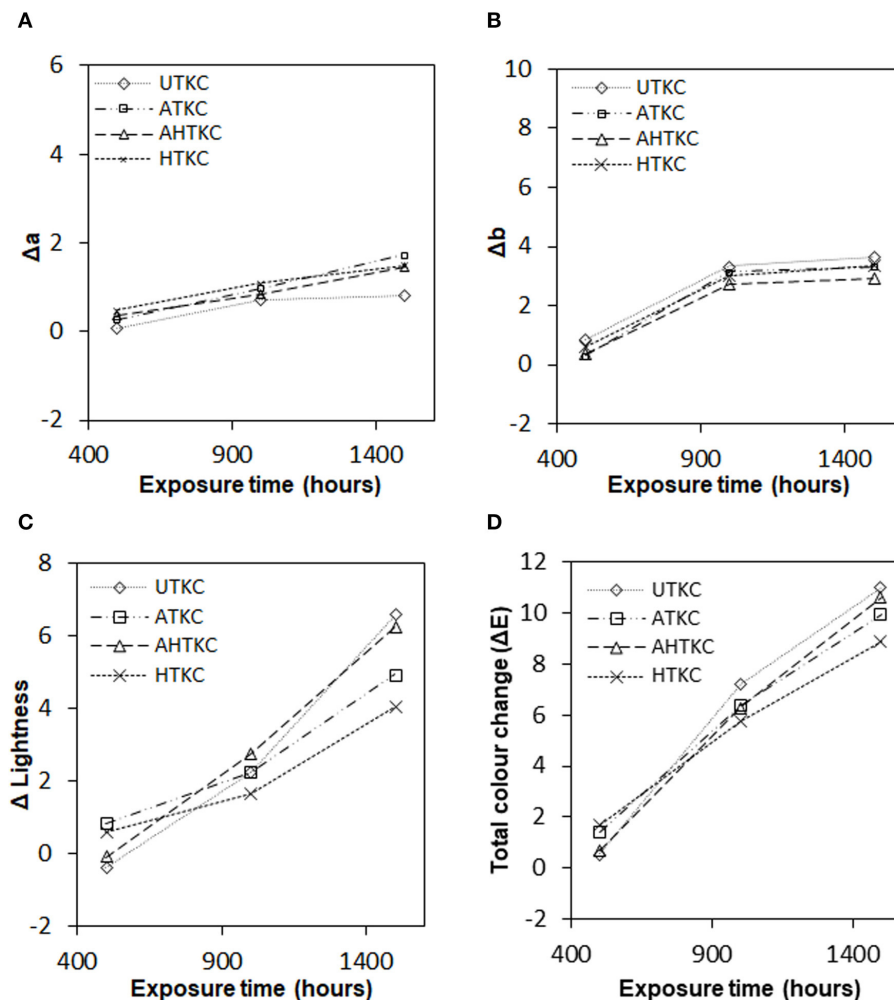 A
6
4
2
0
-2
Δa
UTKC
ATKC
AHTKC
HTKC
400 900 1400
Exposure time (hours)
B
10
8
6
4
2
0
-2
Δb
UTKC
ATKC
AHTKC
HTKC
400 900 1400
Exposure time (hours)
C
8
6
4
2
0
-2
Δ Lightness
UTKC
ATKC
AHTKC
HTKC
400 900 1400
Exposure time (hours)
D
12
10
8
6
4
2
0
-2
Total colour change (ΔE)
UTKC
ATKC
AHTKC
HTKC
400 900 1400
Exposure time (hours)